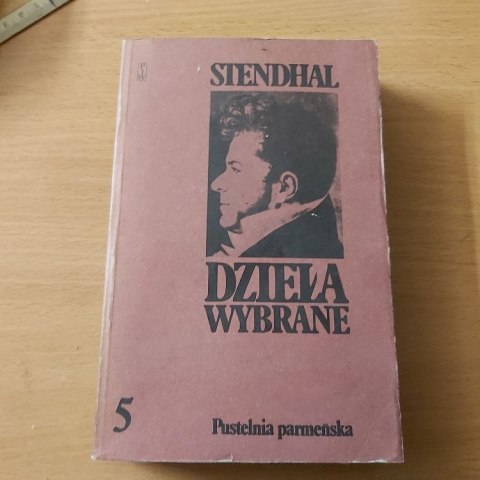 STENDHAL
DZIEŁA
WYBRANE
5
Pustelnia parmeńska